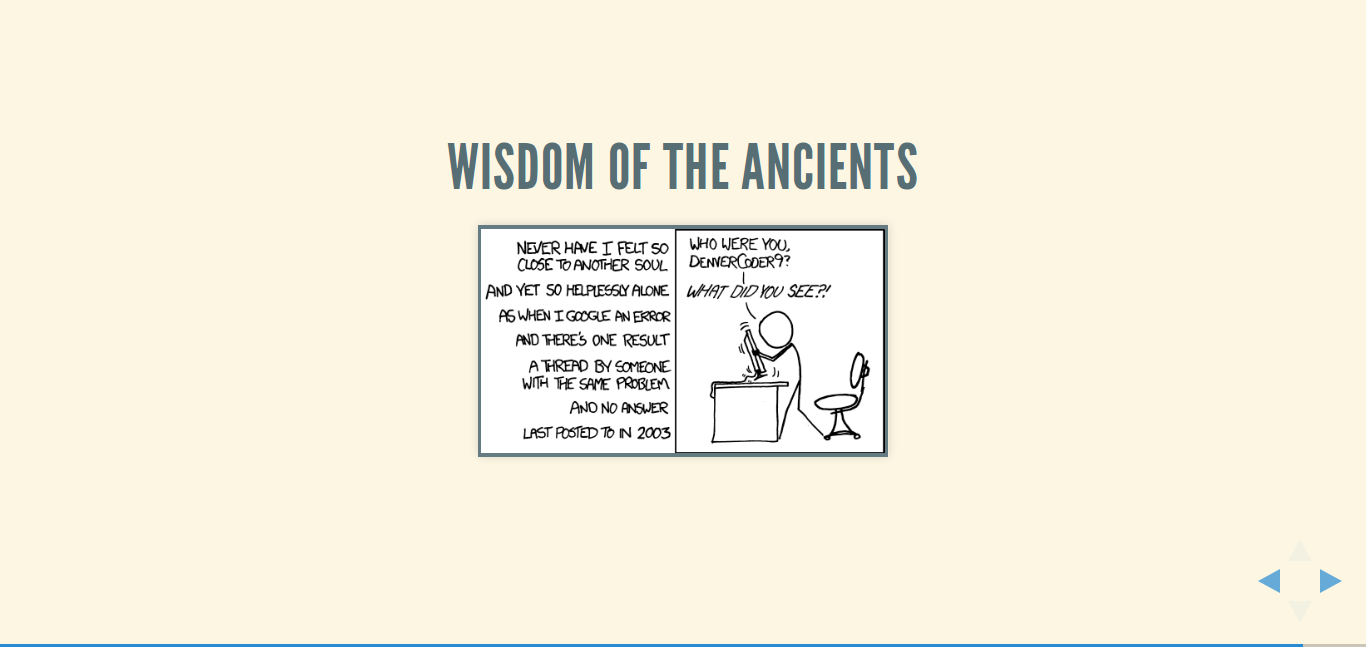 WISDOM OF THE ANCIENTS
NEVER HAVE I FELT SO
CLOSE TO ANOTHER SOUL
AND YET SO HELPLESSLY ALONE
AS WHEN I GOOGLE AN ERROR
AND THERE'S ONE RESULT
A THREAD BY SOMEONE
WITH THE SAME PROBLEM
AND NO ANSWER
LAST POSTED TO IN 2003
WHO WERE YOU,
DENVERCODER9?
WHAT DID YOU SEE?!